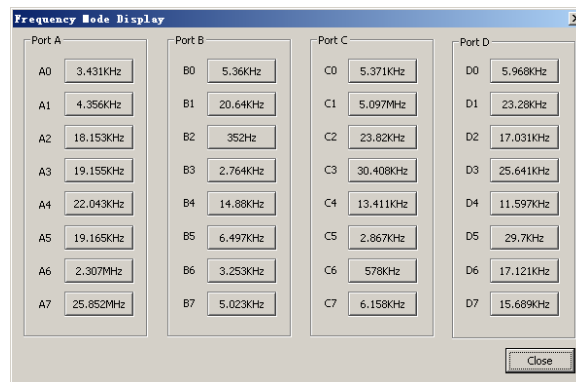 Frequency Mode Display
Port A
A0 3.431KHz
A1 4.356KHz
A2 18.153KHz
A3 19.155KHz
A4 22.043KHz
A5 19.165KHz
A6 2.307MHz
A7 25.852MHz
Port B
B0 5.36KHz
B1 20.64KHz
B2 352Hz
B3 2.764KHz
B4 14.88KHz
B5 6.497KHz
B6 3.253KHz
B7 5.023KHz
Port C
C0 5.371KHz
C1 5.097MHz
C2 23.82KHz
C3 30.408KHz
C4 13.411KHz
C5 2.867KHz
C6 578KHz
C7 6.158KHz
Port D
D0 5.968KHz
D1 23.28KHz
D2 17.031KHz
D3 25.641KHz
D4 11.597KHz
D5 29.7KHz
D6 17.121KHz
D7 15.689KHz
Close